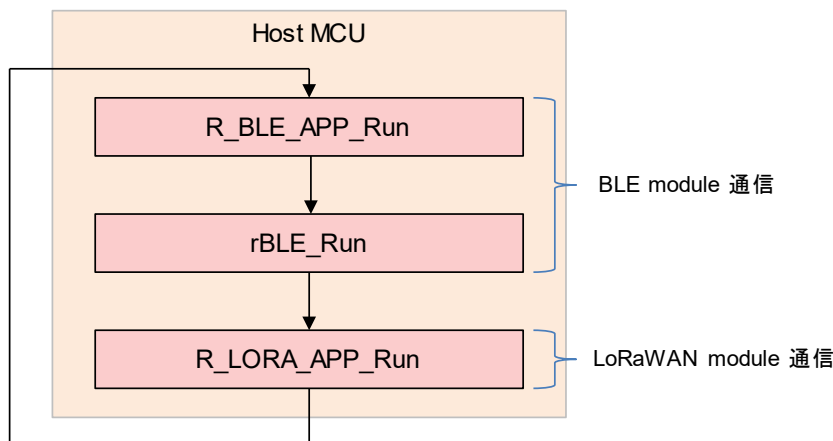 Host MCU
R_BLE_APP_Run
BLE module 通信
rBLE_Run
R_LORA_APP_Run
LoRaWAN module 通信